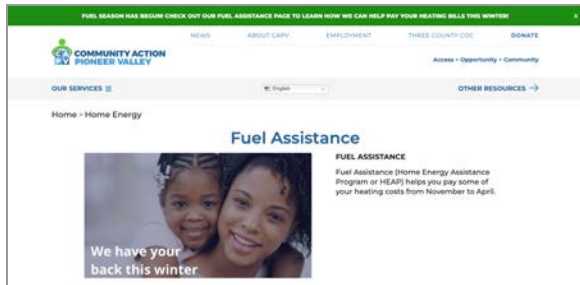 FUEL SEASON HAS BEGUN! CHECK OUT OUR FUEL ASSISTANCE PAGE TO LEARN HOW WE CAN HELP PAY YOUR HEATING BILLS THIS WINTER! x
NEWS ABOUT CAPV EMPLOYMENT THREE COUNTY COC DONATE
COMMUNITY ACTION
PIONEER VALLEY
Access • Opportunity • Community
OUR SERVICES
English
OTHER RESOURCES →
Home > Home Energy
Fuel Assistance
We have your
back this winter
FUEL ASSISTANCE
Fuel Assistance (Home Energy Assistance
Program or HEAP) helps you pay some of
your heating costs from November to April.